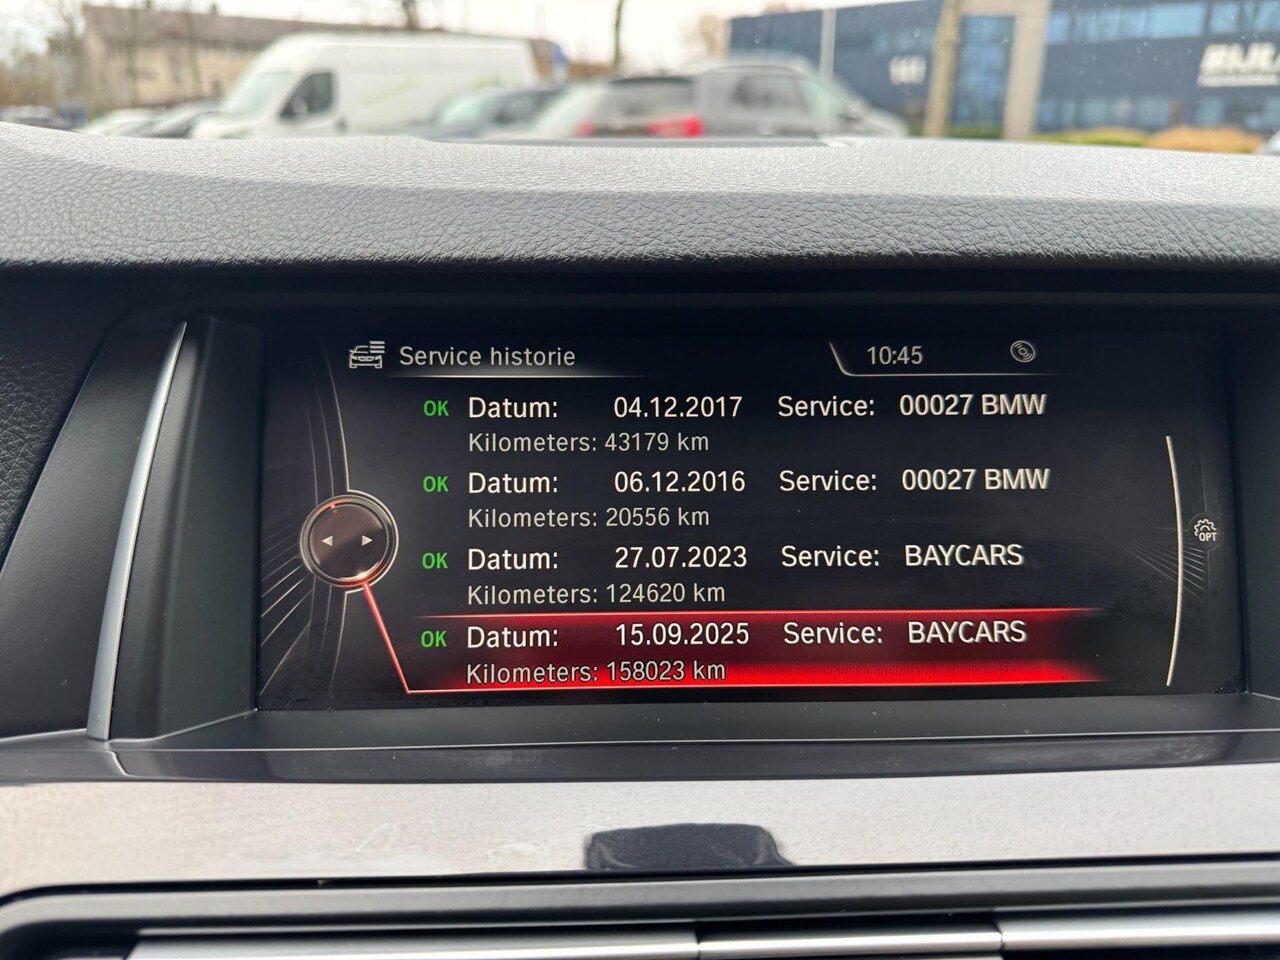 Service historie
10:45
OK Datum: 04.12.2017 Service: 00027 BMW
Kilometers: 43179 km
OK Datum: 06.12.2016 Service: 00027 BMW
Kilometers: 20556 km
OK Datum: 27.07.2023 Service: BAYCARS
Kilometers: 124620 km
OK Datum: 15.09.2025 Service: BAYCARS
Kilometers: 158023 km
OPT